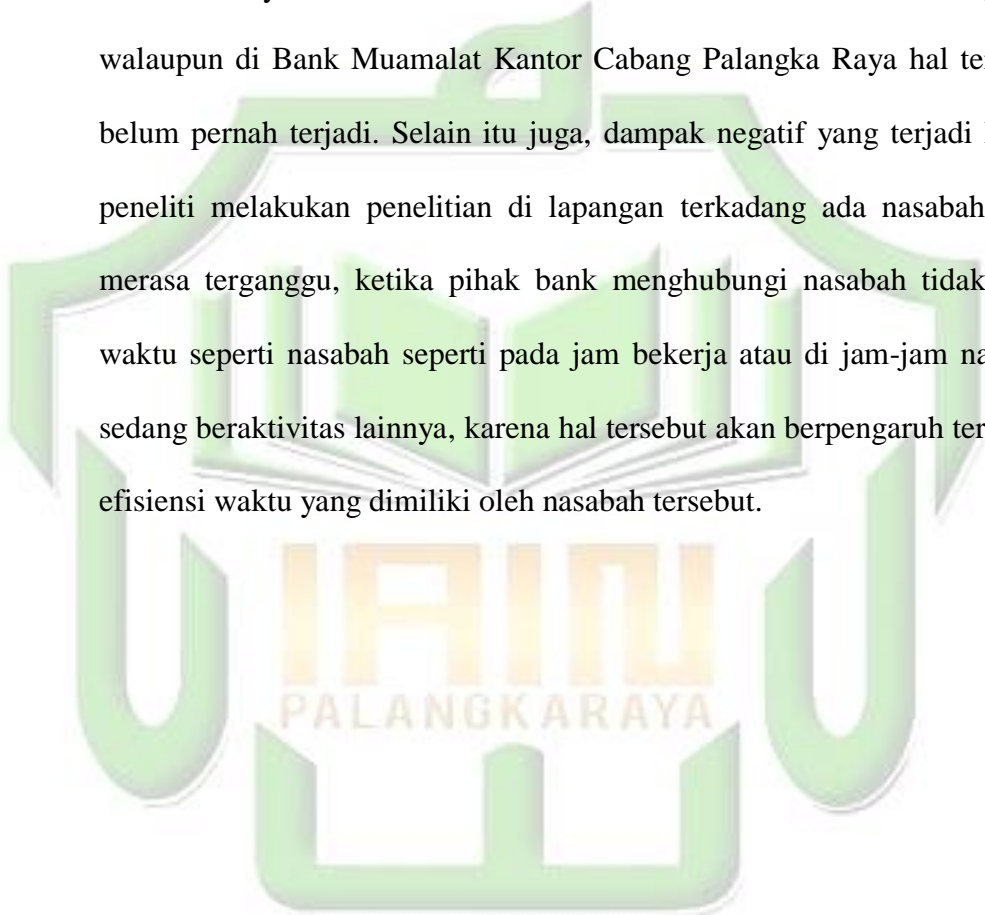 walaupun di Bank Muamalat Kantor Cabang Palangka Raya hal
belum pernah terjadi. Selain itu juga, dampak negatif yang terjadi
peneliti melakukan penelitian di lapangan terkadang ada nasabah
merasa terganggu, ketika pihak bank menghubungi nasabah tidak
waktu seperti nasabah seperti pada jam bekerja atau di jam-jam
sedang beraktivitas lainnya, karena hal tersebut akan berpengaruh
efisiensi waktu yang dimiliki oleh nasabah tersebut.
IAIN
PALANGKARAYA